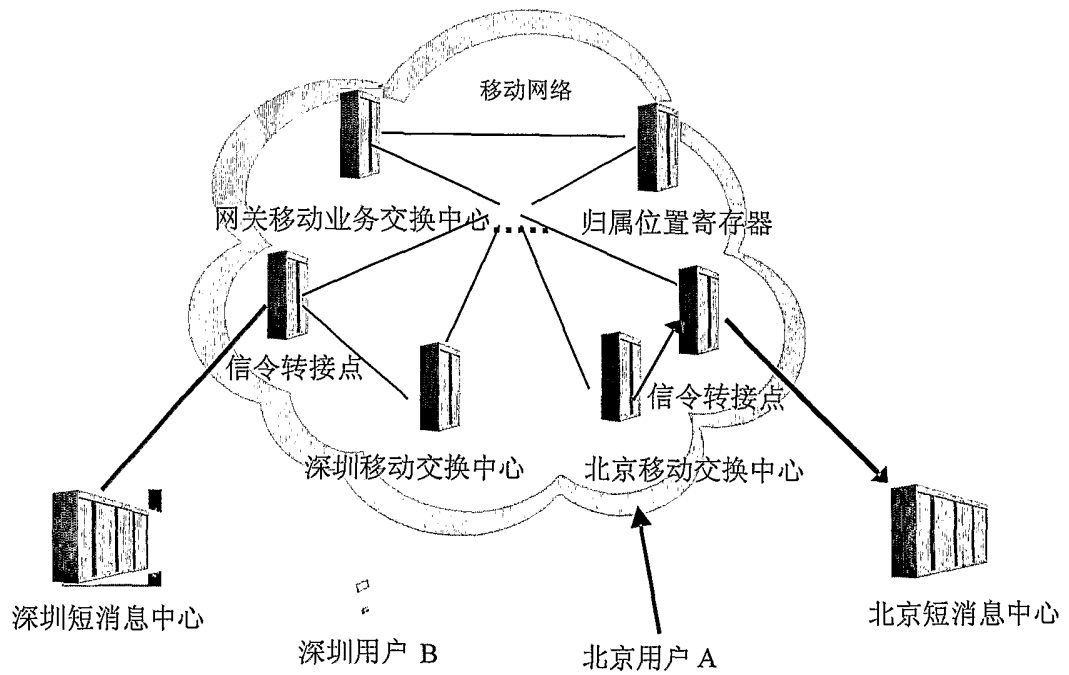 移动网络
网关移动业务交换中心
归属位置寄存器
信令转接点
信令转接点
深圳移动交换中心
北京移动交换中心
深圳短消息中心
北京短消息中心
深圳用户 B
北京用户 A